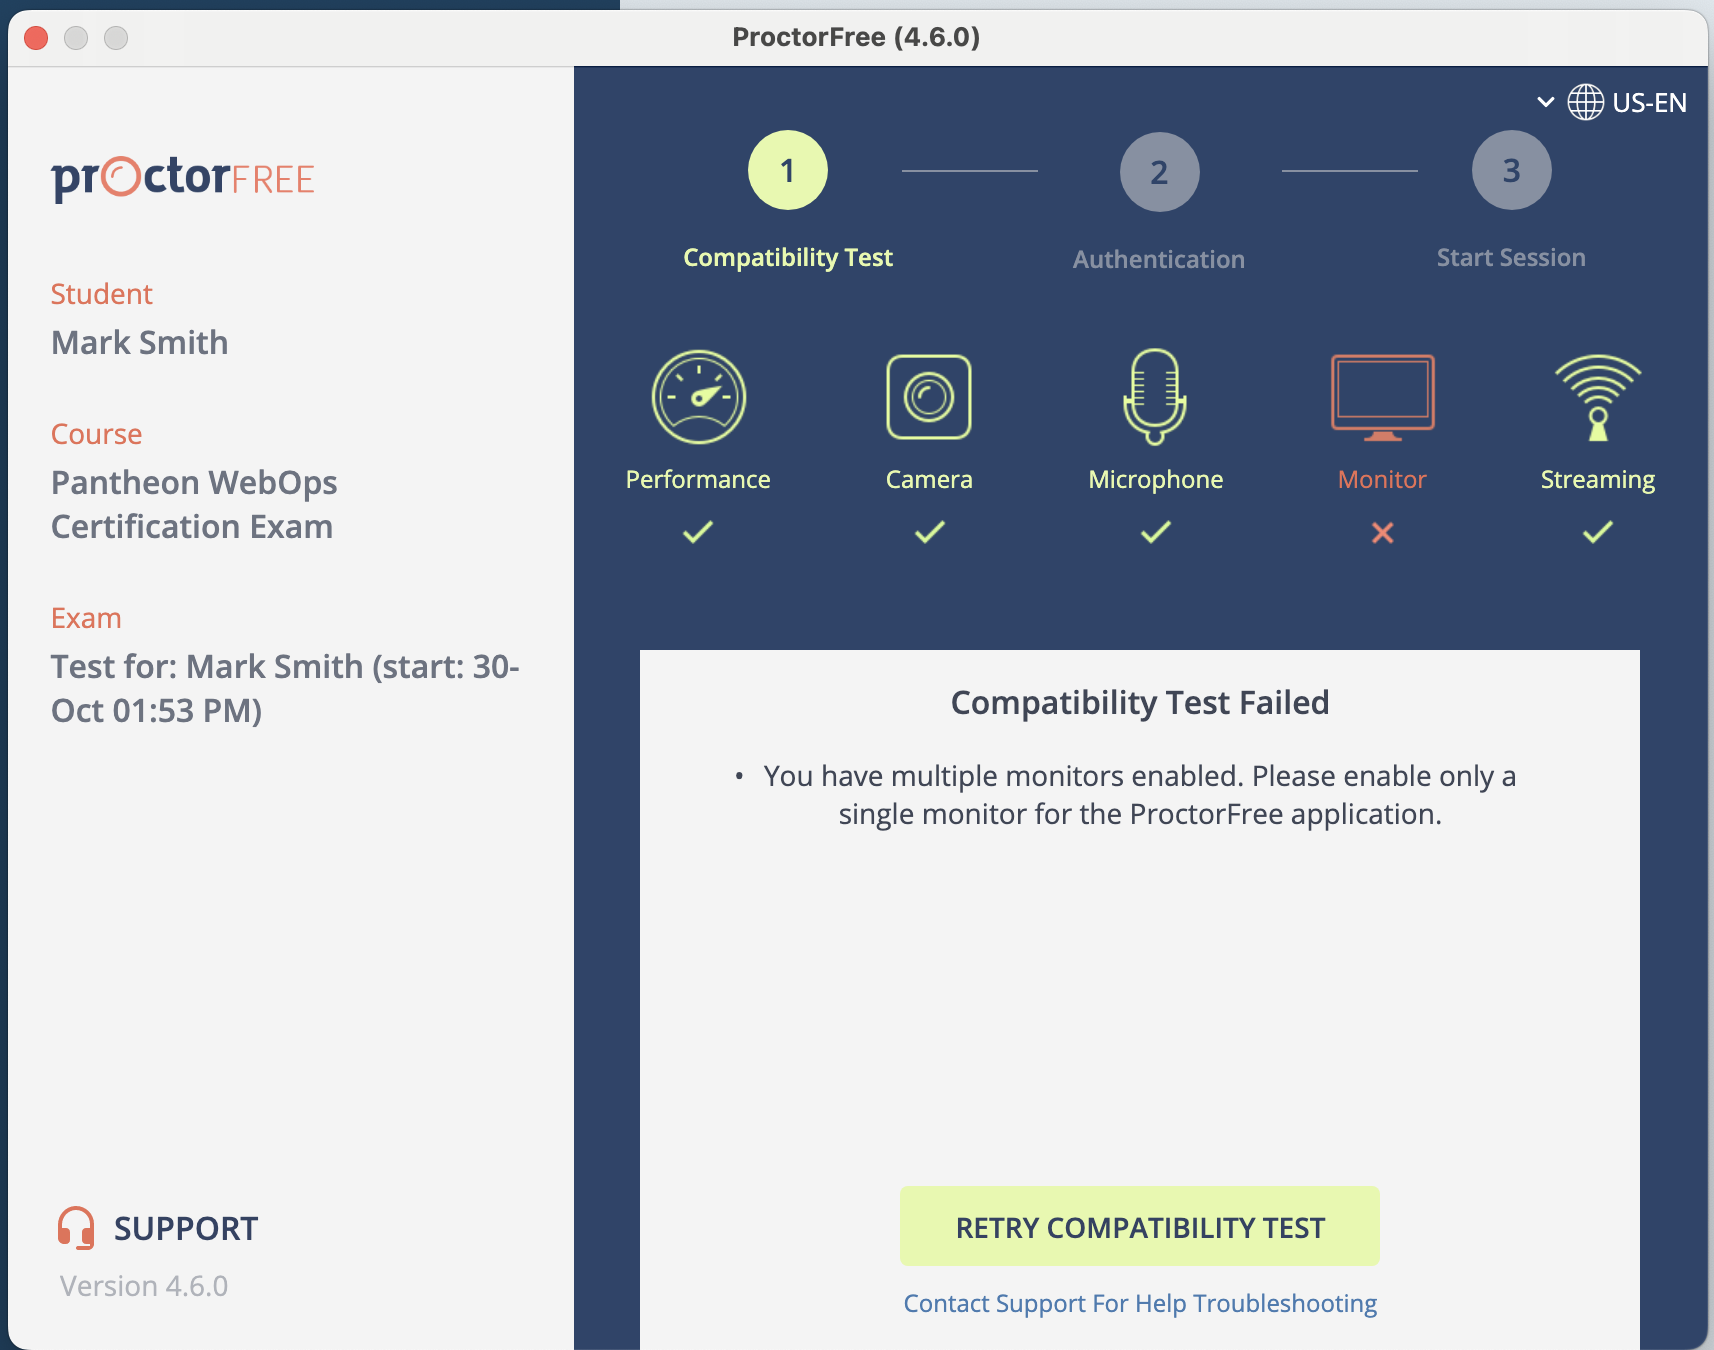 ProctorFree (4.6.0)
US-EN
proctorFREE
Student
Mark Smith
Course
Pantheon WebOps
Certification Exam
Exam
Test for: Mark Smith (start: 30-
Oct 01:53 PM)
SUPPORT
Version 4.6.0
1
2
3
Compatibility Test
Authentication
Start Session
Performance
Camera
Microphone
Monitor
Streaming
Compatibility Test Failed
• You have multiple monitors enabled. Please enable only a
single monitor for the ProctorFree application.
RETRY COMPATIBILITY TEST
Contact Support For Help Troubleshooting